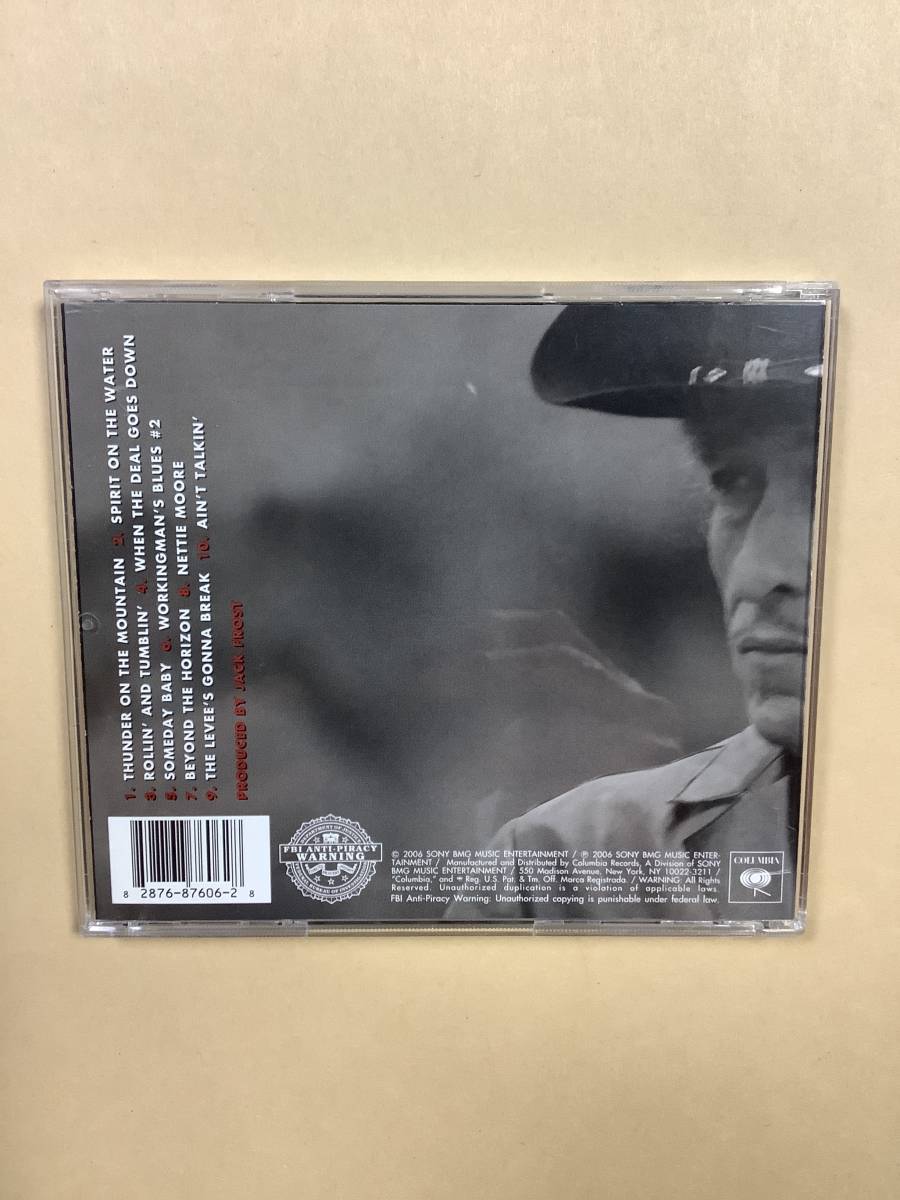 1. THUNDER ON THE MOUNTAIN 2. SPIRIT ON THE WATER
3. ROLLIN' AND TUMBLIN' 4. WHEN THE DEAL GOES DOWN
5. SOMEDAY BABY 6. WORKINGMAN'S BLUES #2
7. BEYOND THE HORIZON 8. NETTIE MOORE
9. THE LEVEE'S GONNA BREAK 10. AIN'T TALKIN'
PRODUCED BY JACK FROST
8 28768-87606-2 8
FBI ANTI-PIRACY
WARNING
© 2006 SONY BMG MUSIC ENTERTAINMENT / ℗ 2006 SONY BMG MUSIC ENTER-
TAINMENT / Manufactured and Distributed by Columbia Records, A Division of SONY
BMG MUSIC ENTERTAINMENT / 550 Madison Avenue, New York, NY 10022-3211 /
"Columbia," and Reg. U.S. Pat. & Tm. Off. Marca Registrada. / WARNING: All Rights
Reserved. Unauthorized duplication is a violation of applicable laws.
FBI Anti-Piracy Warning: Unauthorized copying is punishable under federal law.
COLUMBIA